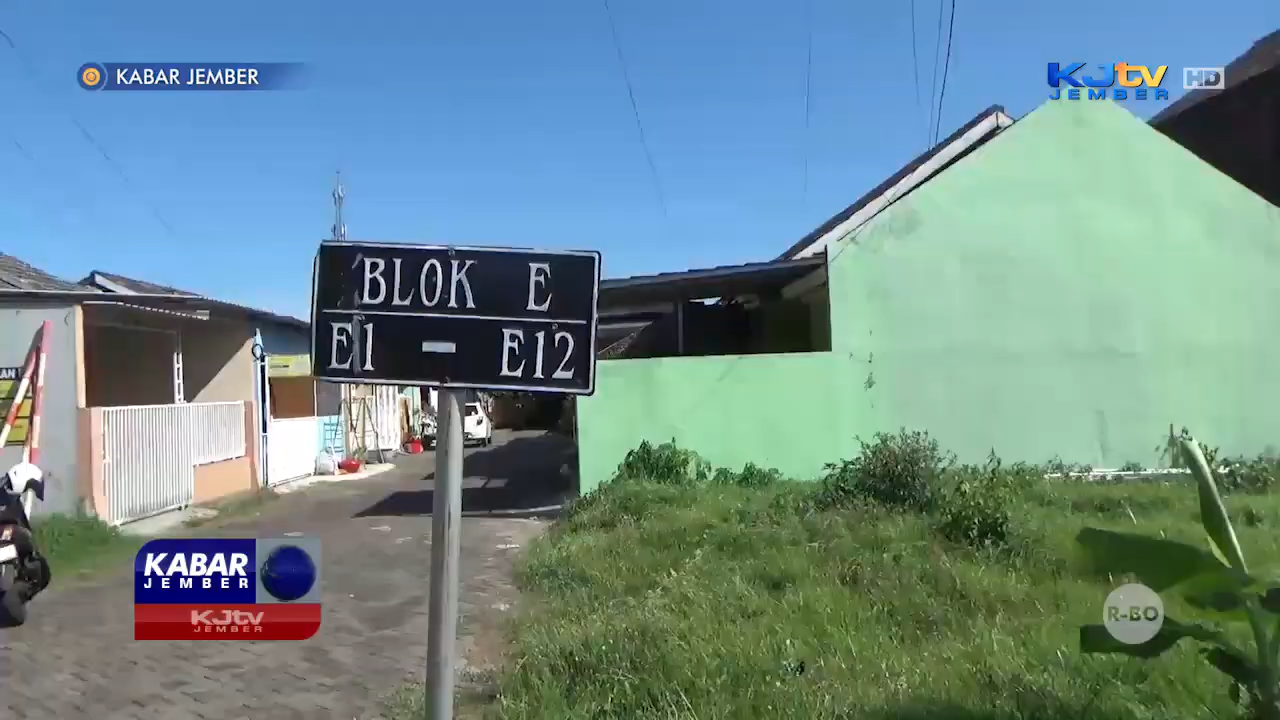 KABAR JEMBER
KJTV
JEMBER
HD
BLOK E
E1 - E12
KABAR
JEMBER
KJTV
JEMBER
R-BO